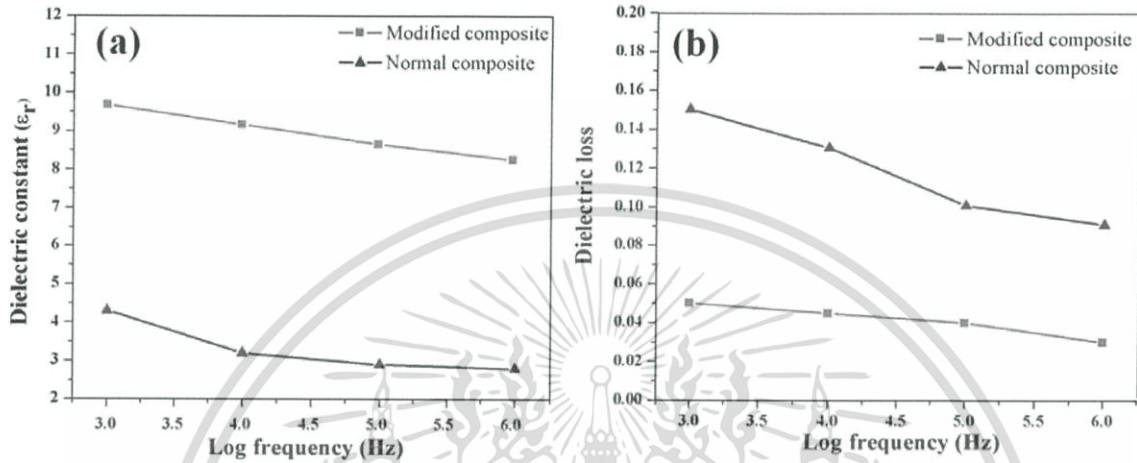 (a)
Modified composite
Normal composite
Dielectric constant (εr)
12
11
10
9
8
7
6
5
4
3
2
3.0 3.5 4.0 4.5 5.0 5.5 6.0
Log frequency (Hz)
(b)
Modified composite
Normal composite
Dielectric loss
0.20
0.18
0.16
0.14
0.12
0.10
0.08
0.06
0.04
0.02
0.00
3.0 3.5 4.0 4.5 5.0 5.5 6.0
Log frequency (Hz)